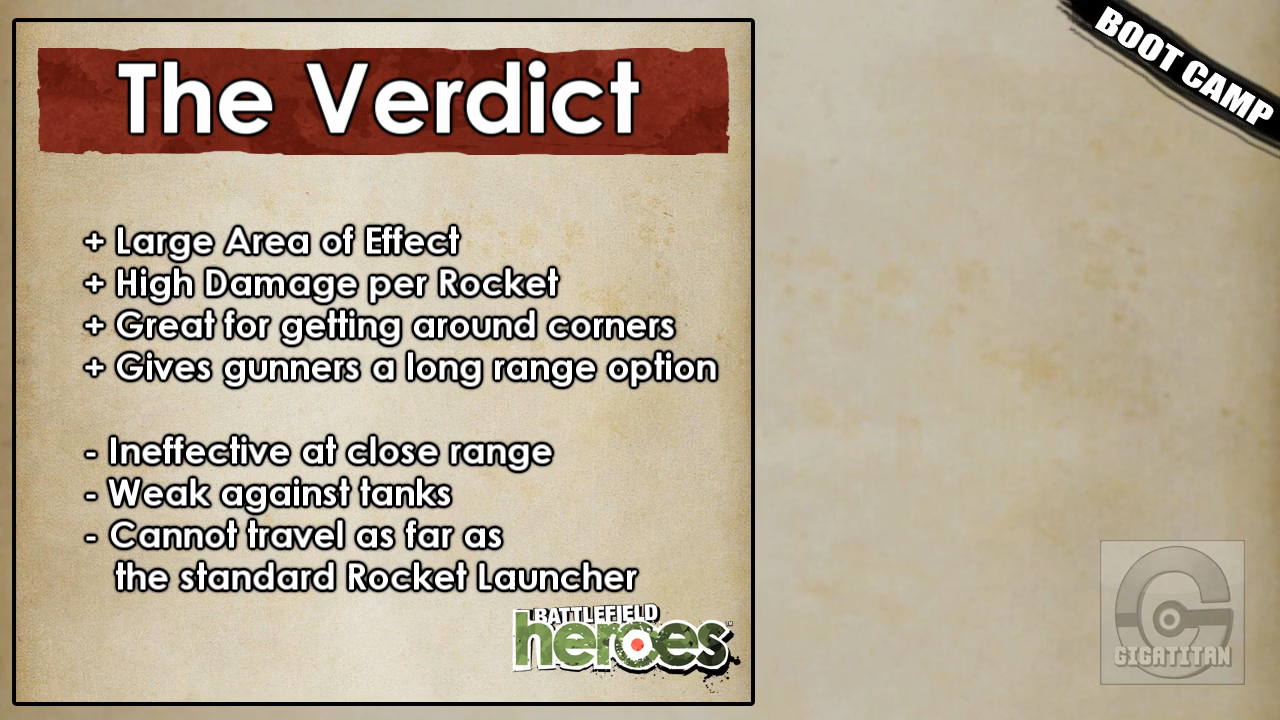 The Verdict
BOOT CAMP
+ Large Area of Effect
+ High Damage per Rocket
+ Great for getting around corners
+ Gives gunners a long range option
- Ineffective at close range
- Weak against tanks
- Cannot travel as far as
the standard Rocket Launcher
BATTLEFIELD
heroes™
GIGATITAN